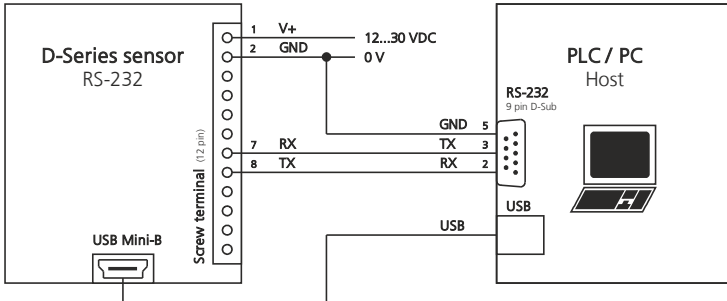 D-Series sensor
RS-232
1 V+ 12...30 VDC
2 GND 0 V
PLC / PC
Host
RS-232
9 pin D-Sub
GND 5
7 RX TX 3
8 TX RX 2
Screw terminal (12 pin)
USB
USB
USB Mini-B